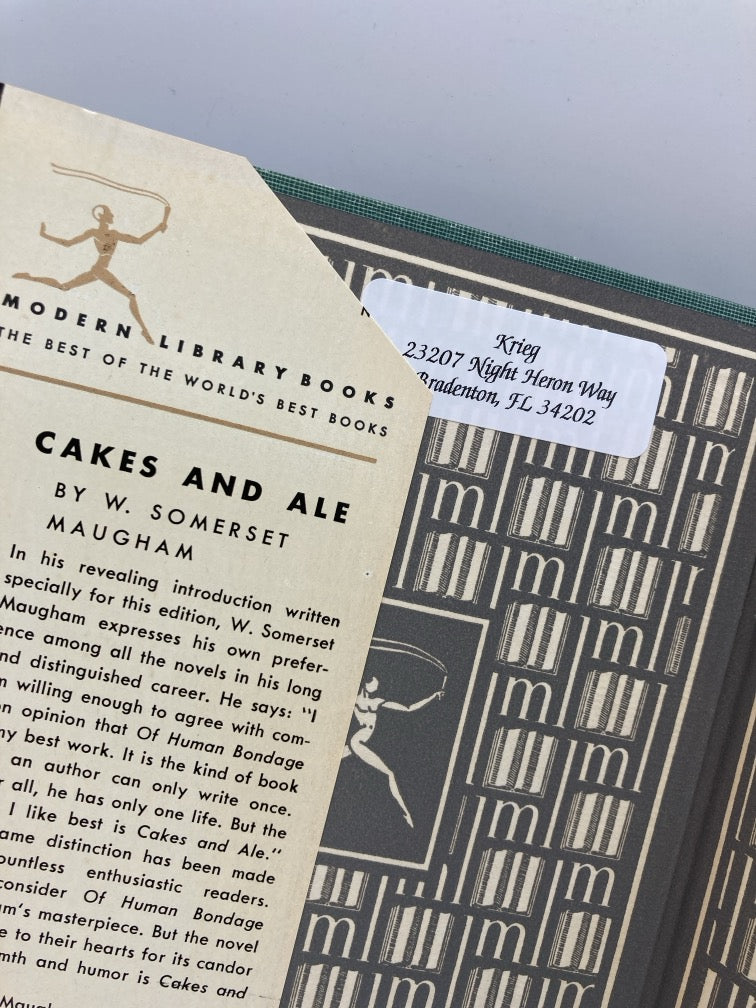 MODERN LIBRARY BOOKS
THE BEST OF THE WORLD'S BEST BOOKS
CAKES AND ALE
BY W. SOMERSET
MAUGHAM
In his revealing introduction written
specially for this edition, W. Somerset
Maugham expresses his own prefer-
ence among all the novels in his long
nd distinguished career. He says: "I
willing enough to agree with com-
n opinion that Of Human Bondage
my best work. It is the kind of book
an author can only write once.
all, he has only one life. But the
I like best is Cakes and Ale."
ame distinction has been made
ountless enthusiastic readers.
consider Of Human Bondage
am's masterpiece. But the novel
e to their hearts for its candor
mth and humor is Cakes and
Krieg
23207 Night Heron Way
Bradenton, FL 34202